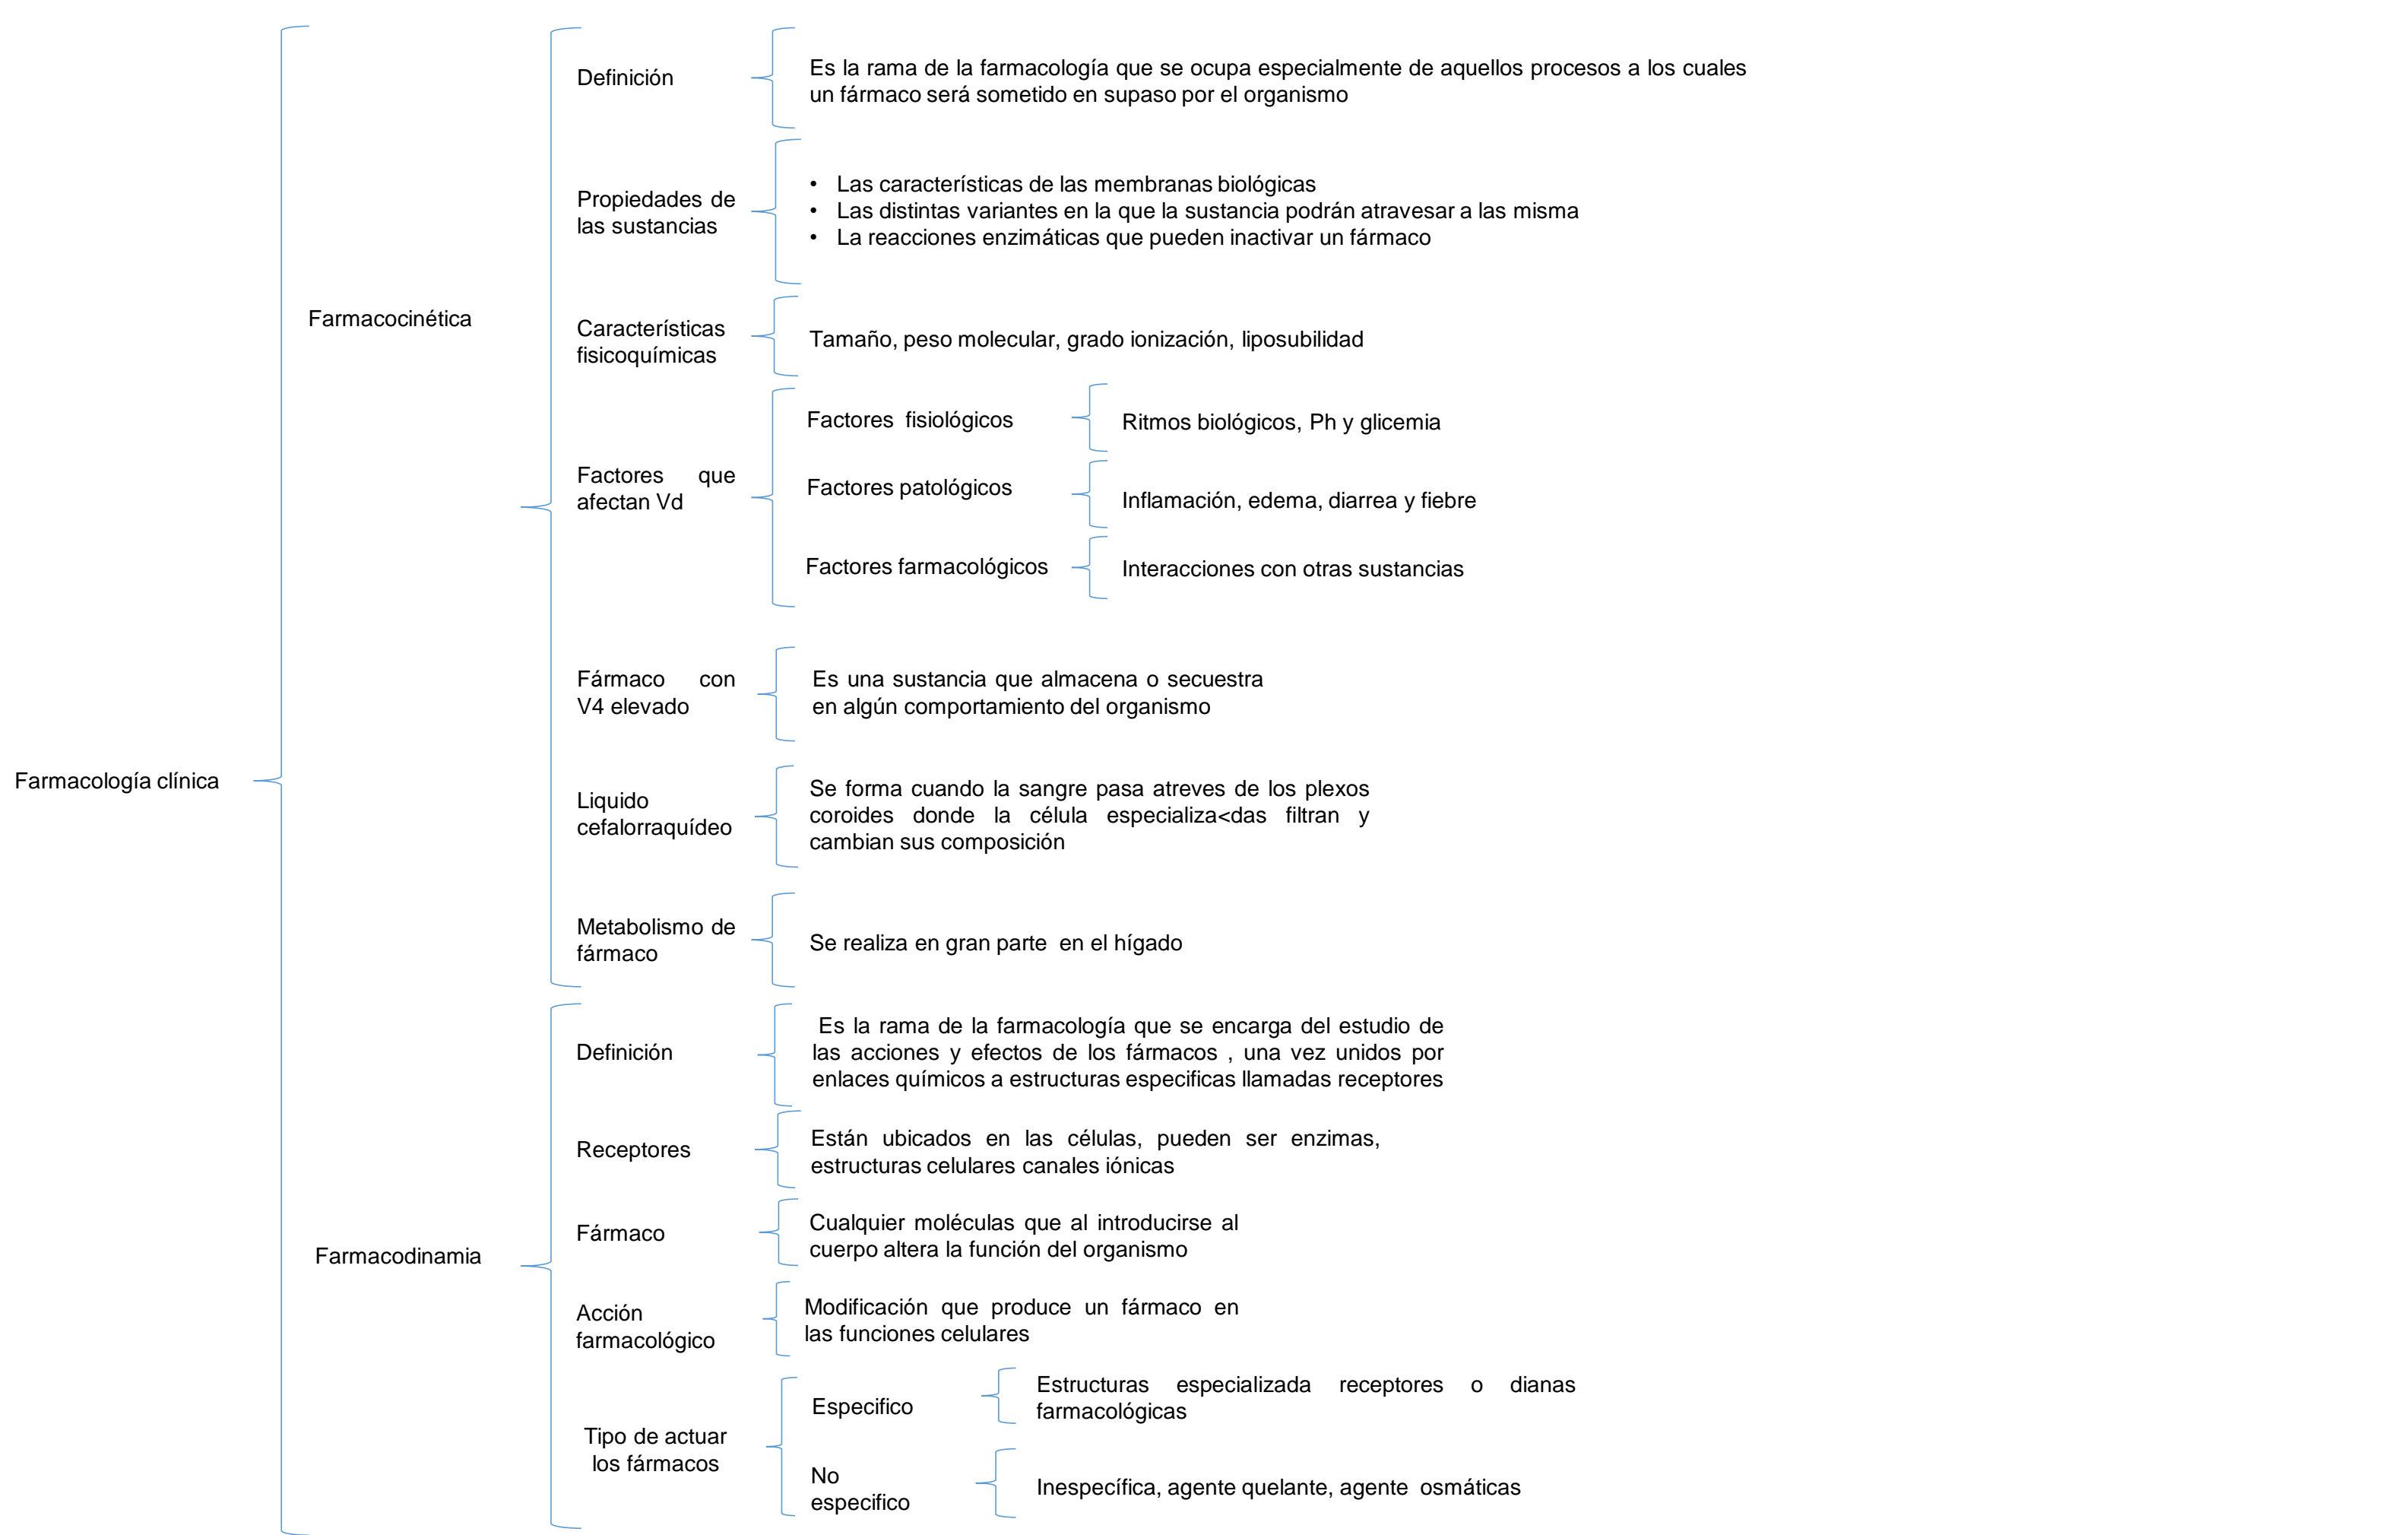 Farmacología clínica
Farmacocinética
Definición
Es la rama de la farmacología que se ocupa especialmente de aquellos procesos a los cuales
un fármaco será sometido en supaso por el organismo
Propiedades de
las sustancias
• Las características de las membranas biológicas
• Las distintas variantes en la que la sustancia podrán atravesar a las misma
• La reacciones enzimáticas que pueden inactivar un fármaco
Características
fisicoquímicas
Tamaño, peso molecular, grado ionización, liposubilidad
Factores que
afectan Vd
Factores fisiológicos
Ritmos biológicos, Ph y glicemia
Factores patológicos
Inflamación, edema, diarrea y fiebre
Factores farmacológicos
Interacciones con otras sustancias
Fármaco con
V4 elevado
Es una sustancia que almacena o secuestra
en algún comportamiento del organismo
Liquido
cefalorraquídeo
Se forma cuando la sangre pasa atreves de los plexos
coroides donde la célula especializa<das filtran y
cambian sus composición
Metabolismo de
fármaco
Se realiza en gran parte en el hígado
Farmacodinamia
Definición
Es la rama de la farmacología que se encarga del estudio de
las acciones y efectos de los fármacos , una vez unidos por
enlaces químicos a estructuras especificas llamadas receptores
Receptores
Están ubicados en las células, pueden ser enzimas,
estructuras celulares canales iónicas
Fármaco
Cualquier moléculas que al introducirse al
cuerpo altera la función del organismo
Acción
farmacológico
Modificación que produce un fármaco en
las funciones celulares
Tipo de actuar
los fármacos
Especifico
Estructuras especializada receptores o dianas
farmacológicas
No
especifico
Inespecífica, agente quelante, agente osmáticas